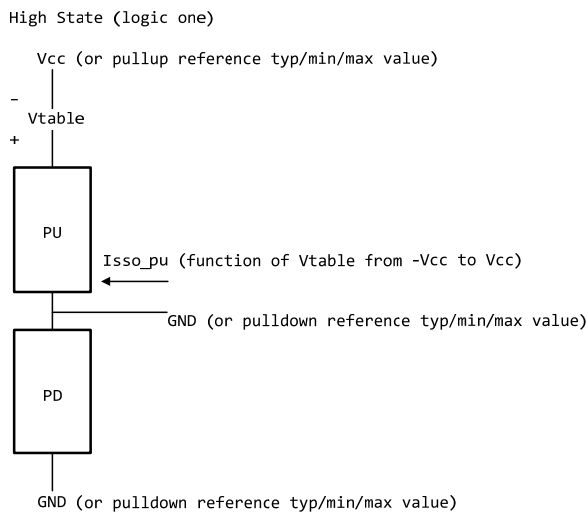 High State (logic one)
Vcc (or pullup reference typ/min/max value)
-
Vtable
+
PU
Isso_pu (function of Vtable from -Vcc to Vcc)
GND (or pulldown reference typ/min/max value)
PD
GND (or pulldown reference typ/min/max value)